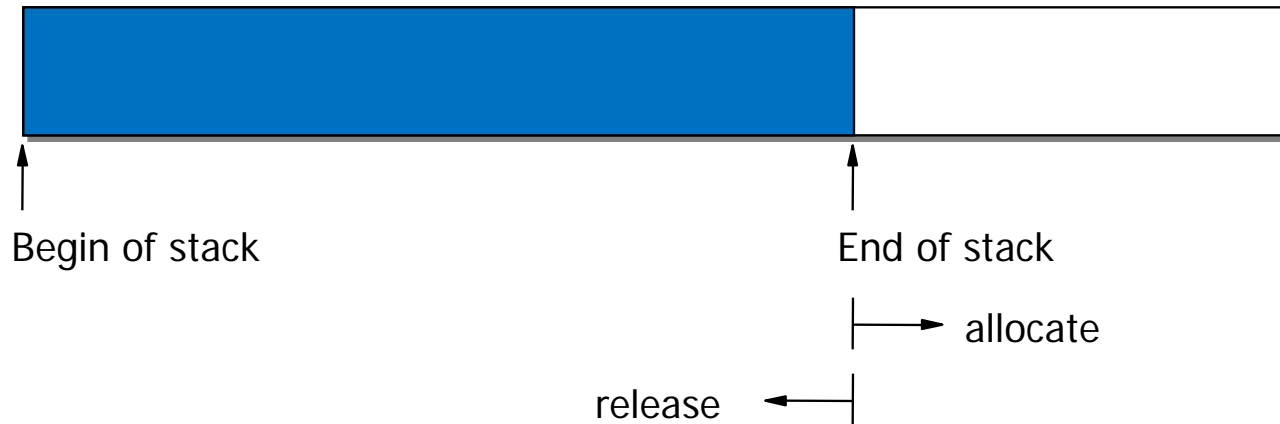 Begin of stack
End of stack
allocate
release